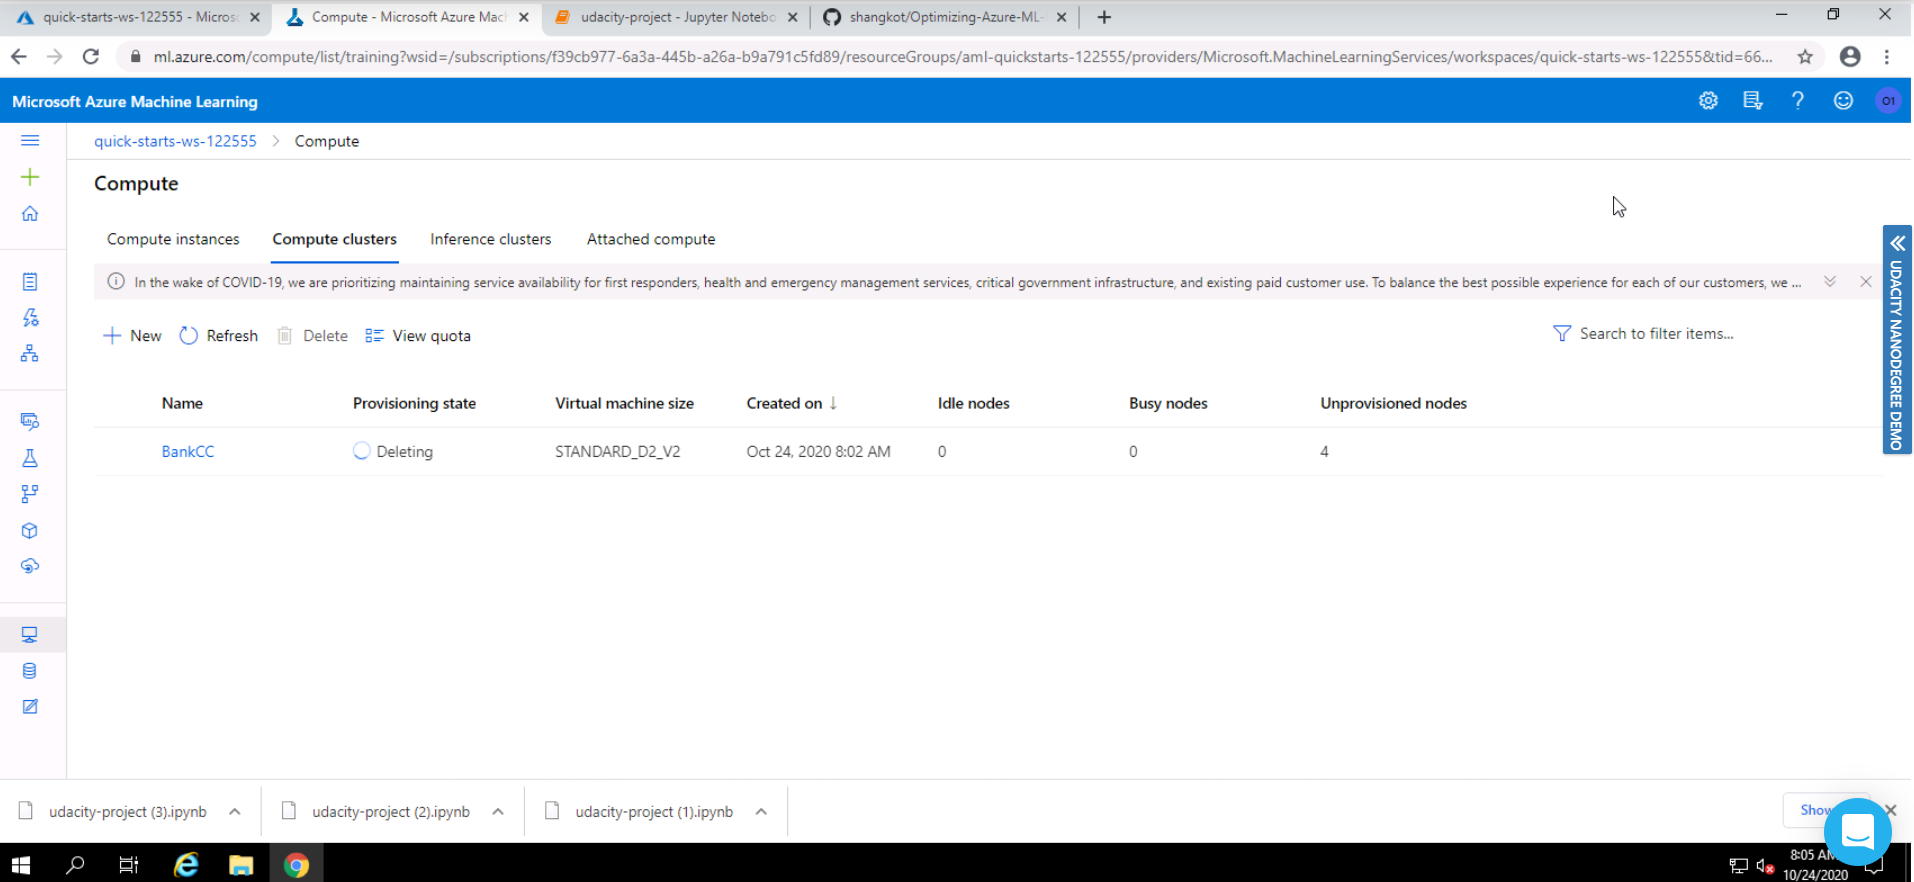 quick-starts-ws-122555 - Micros
Compute - Microsoft Azure Mach
udacity-project - Jupyter Notebo
shangkot/Optimizing-Azure-ML-
ml.azure.com/compute/list/training?wsid=/subscriptions/f39cb977-6a3a-445b-a26a-b9a791c5fd89/resourceGroups/aml-quickstarts-122555/providers/Microsoft.MachineLearningServices/workspaces/quick-starts-ws-122555&tid=66...
Microsoft Azure Machine Learning
O1
quick-starts-ws-122555 > Compute
Compute
Compute instances
Compute clusters
Inference clusters
Attached compute
In the wake of COVID-19, we are prioritizing maintaining service availability for first responders, health and emergency management services, critical government infrastructure, and existing paid customer use. To balance the best possible experience for each of our customers, we ...
New
Refresh
Delete
View quota
Search to filter items...
Name Provisioning state Virtual machine size Created on ↓ Idle nodes Busy nodes Unprovisioned nodes
BankCC Deleting STANDARD_D2_V2 Oct 24, 2020 8:02 AM 0 0 4
UDACITY NANODEGREE DEMO
udacity-project (3).ipynb
udacity-project (2).ipynb
udacity-project (1).ipynb
Show
8:05 AM
10/24/2020